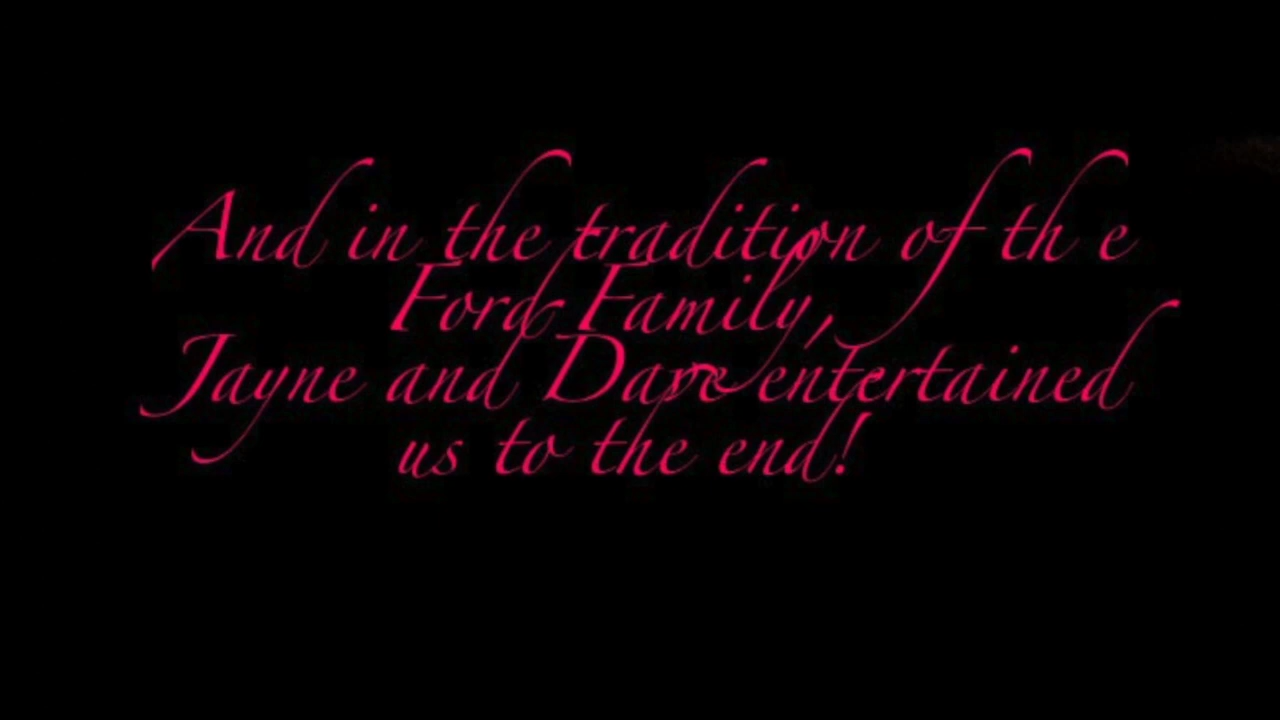 And in the tradition of th e
Ford Family,
Jayne and Dave entertained
us to the end!